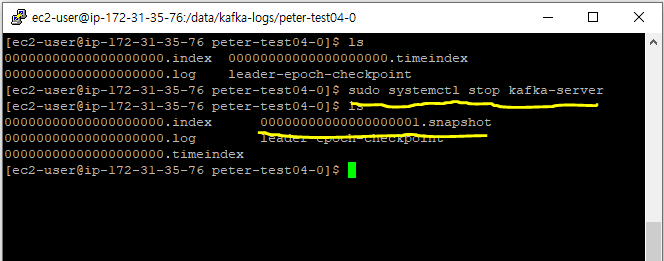 ec2-user@ip-172-31-35-76:/data/kafka-logs/peter-test04-0
[ec2-user@ip-172-31-35-76 peter-test04-0]$ ls
00000000000000000000.index  00000000000000000000.timeindex
00000000000000000000.log    leader-epoch-checkpoint
[ec2-user@ip-172-31-35-76 peter-test04-0]$ sudo systemctl stop kafka-server
[ec2-user@ip-172-31-35-76 peter-test04-0]$ ls
00000000000000000000.index      00000000000000000001.snapshot
00000000000000000000.log        leader-epoch-checkpoint
00000000000000000000.timeindex
[ec2-user@ip-172-31-35-76 peter-test04-0]$